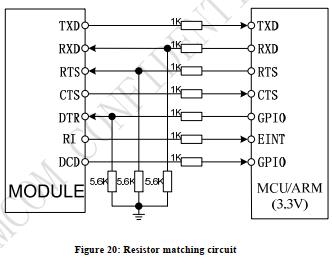 TXD 1K TXD
RXD 1K RXD
RTS 1K RTS
CTS 1K CTS
DTR 1K GPIO
RI 1K EINT
DCD 1K GPIO
5.6K 5.6K 5.6K
MODULE
MCU/ARM
(3.3V)
Figure 20: Resistor matching circuit